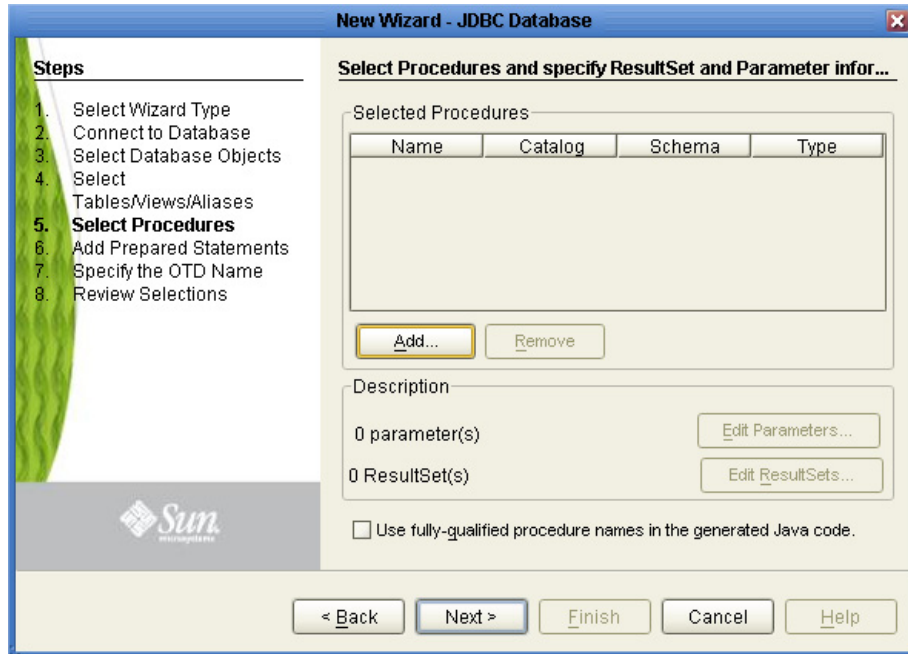 New Wizard - JDBC Database
Steps
1. Select Wizard Type
2. Connect to Database
3. Select Database Objects
4. Select
Tables/Views/Aliases
5. Select Procedures
6. Add Prepared Statements
7. Specify the OTD Name
8. Review Selections
Sun
microsystems
Select Procedures and specify ResultSet and Parameter infor...
Selected Procedures
Name Catalog Schema Type
Add... Remove
Description
0 parameter(s) Edit Parameters...
0 ResultSet(s) Edit ResultSets...
Use fully-qualified procedure names in the generated Java code.
< Back Next > Finish Cancel Help